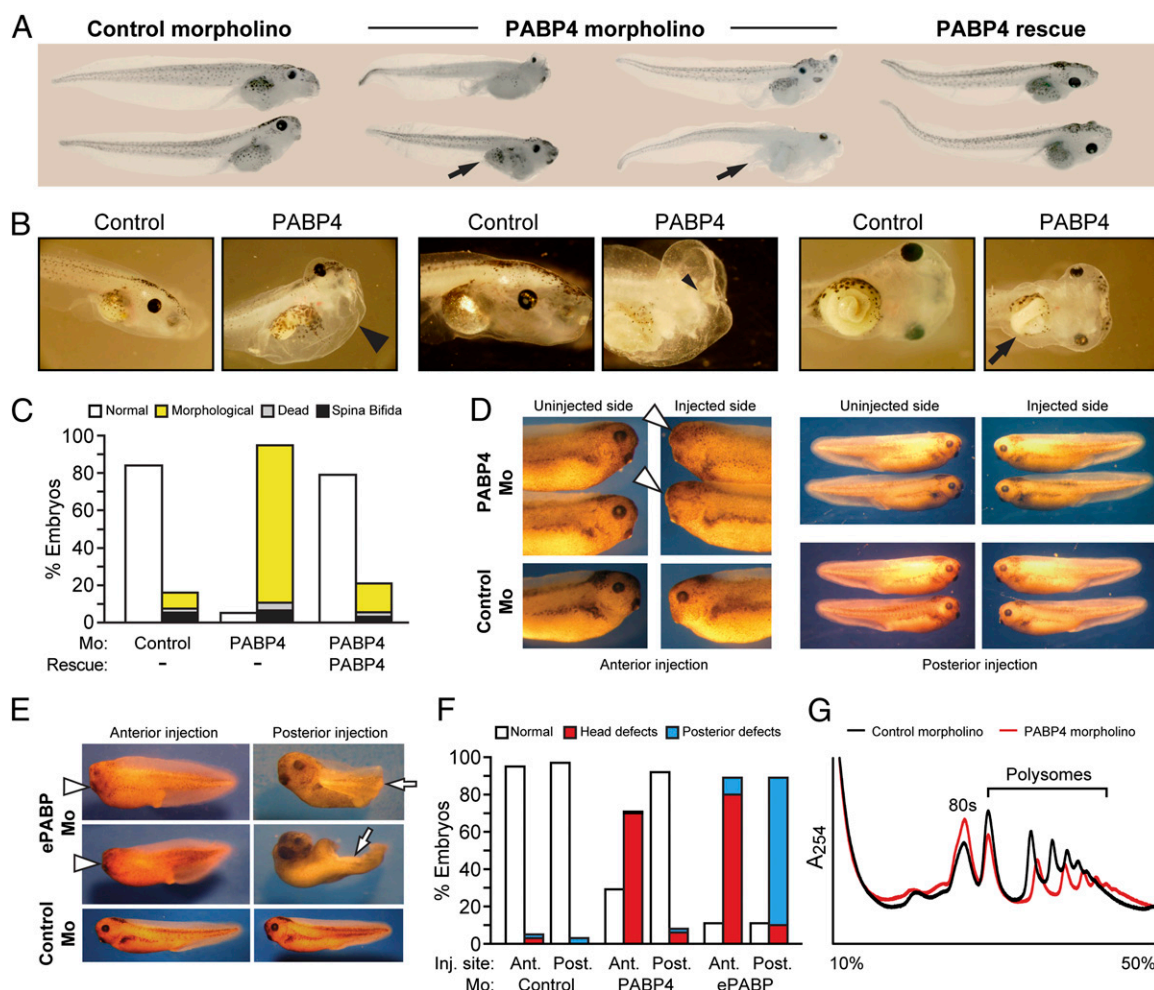 A
Control morpholino
PABP4 morpholino
PABP4 rescue
B
Control
PABP4
Control
PABP4
Control
PABP4
C
Normal
Morphological
Dead
Spina Bifida
100
80
60
40
20
0
% Embryos
Mo:
Control
PABP4
PABP4
Rescue:
-
-
PABP4
D
Uninjected side
Injected side
Uninjected side
Injected side
PABP4
Mo
Control
Mo
Anterior injection
Posterior injection
E
Anterior injection
Posterior injection
ePABP
Mo
Control
Mo
F
Normal
Head defects
Posterior defects
100
80
60
40
20
0
% Embryos
Inj. site:
Ant.
Post.
Ant.
Post.
Ant.
Post.
Mo:
Control
PABP4
ePABP
G
Control morpholino
PABP4 morpholino
Polysomes
80s
A254
10%
50%